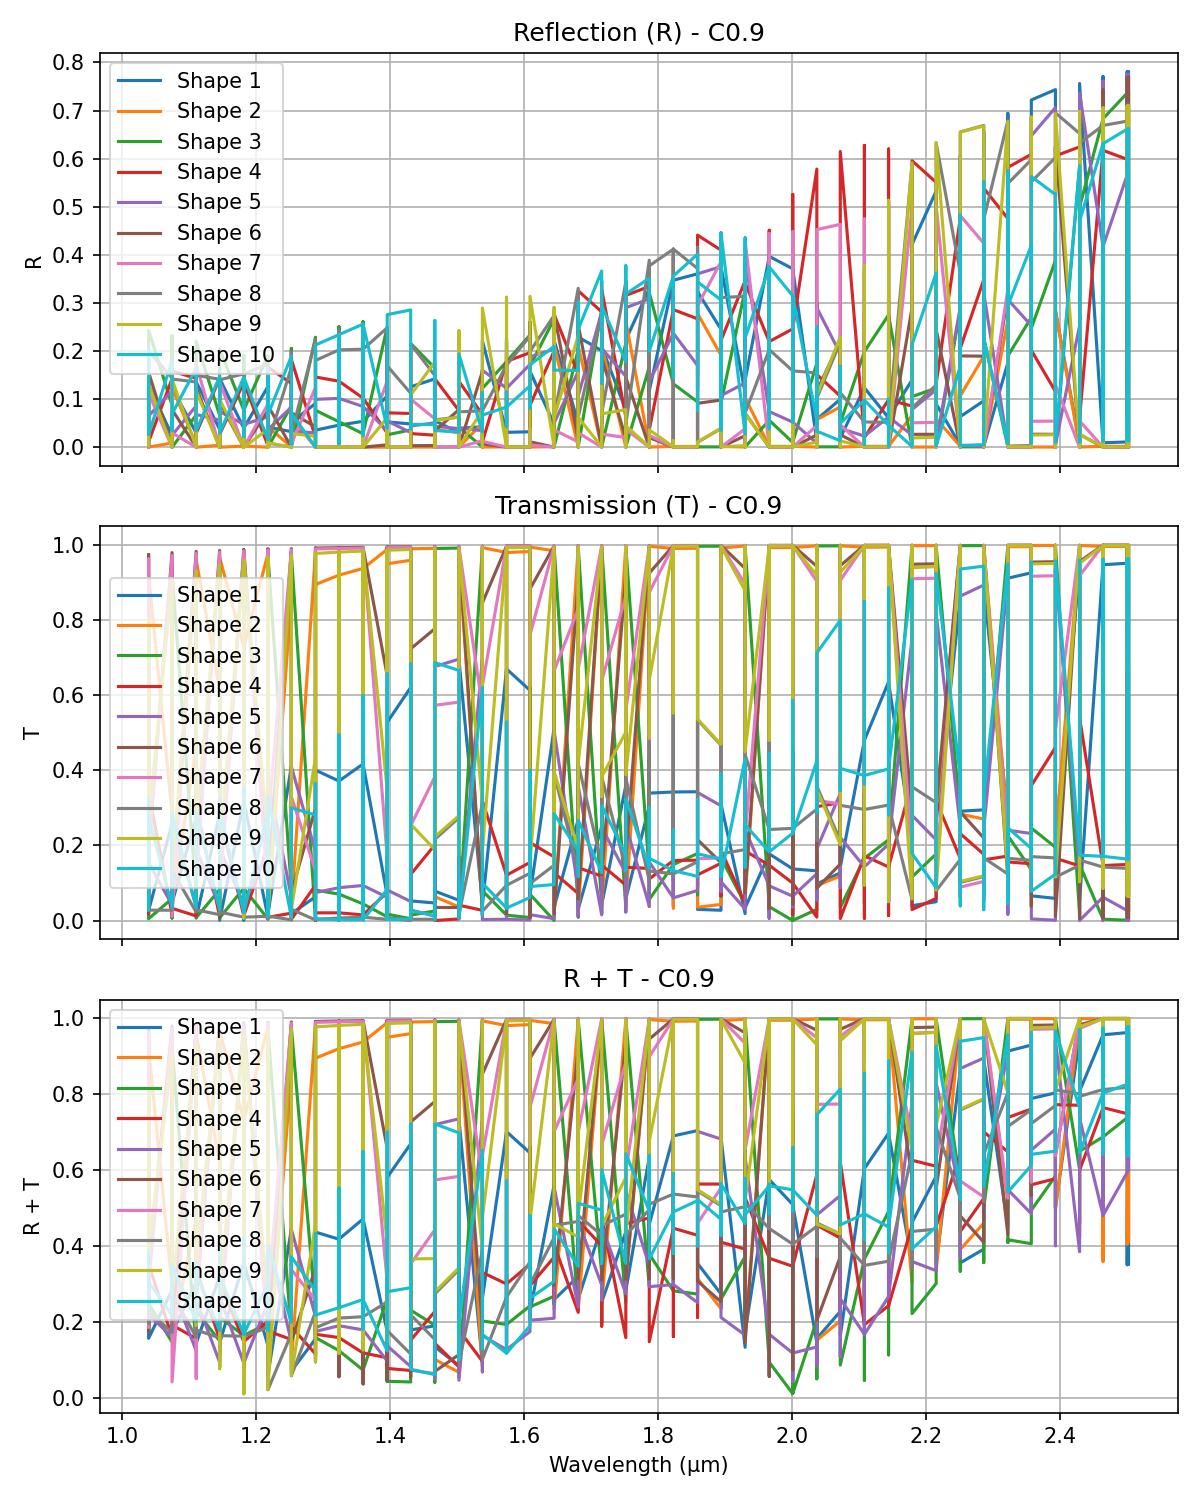 Reflection (R) - C0.9
0.8
0.7
0.6
0.5
0.4
0.3
0.2
0.1
0.0
R
Shape 1
Shape 2
Shape 3
Shape 4
Shape 5
Shape 6
Shape 7
Shape 8
Shape 9
Shape 10
Transmission (T) - C0.9
1.0
0.8
0.6
0.4
0.2
0.0
T
Shape 1
Shape 2
Shape 3
Shape 4
Shape 5
Shape 6
Shape 7
Shape 8
Shape 9
Shape 10
R + T - C0.9
1.0
0.8
0.6
0.4
0.2
0.0
R + T
Shape 1
Shape 2
Shape 3
Shape 4
Shape 5
Shape 6
Shape 7
Shape 8
Shape 9
Shape 10
1.0 1.2 1.4 1.6 1.8 2.0 2.2 2.4
Wavelength (μm)